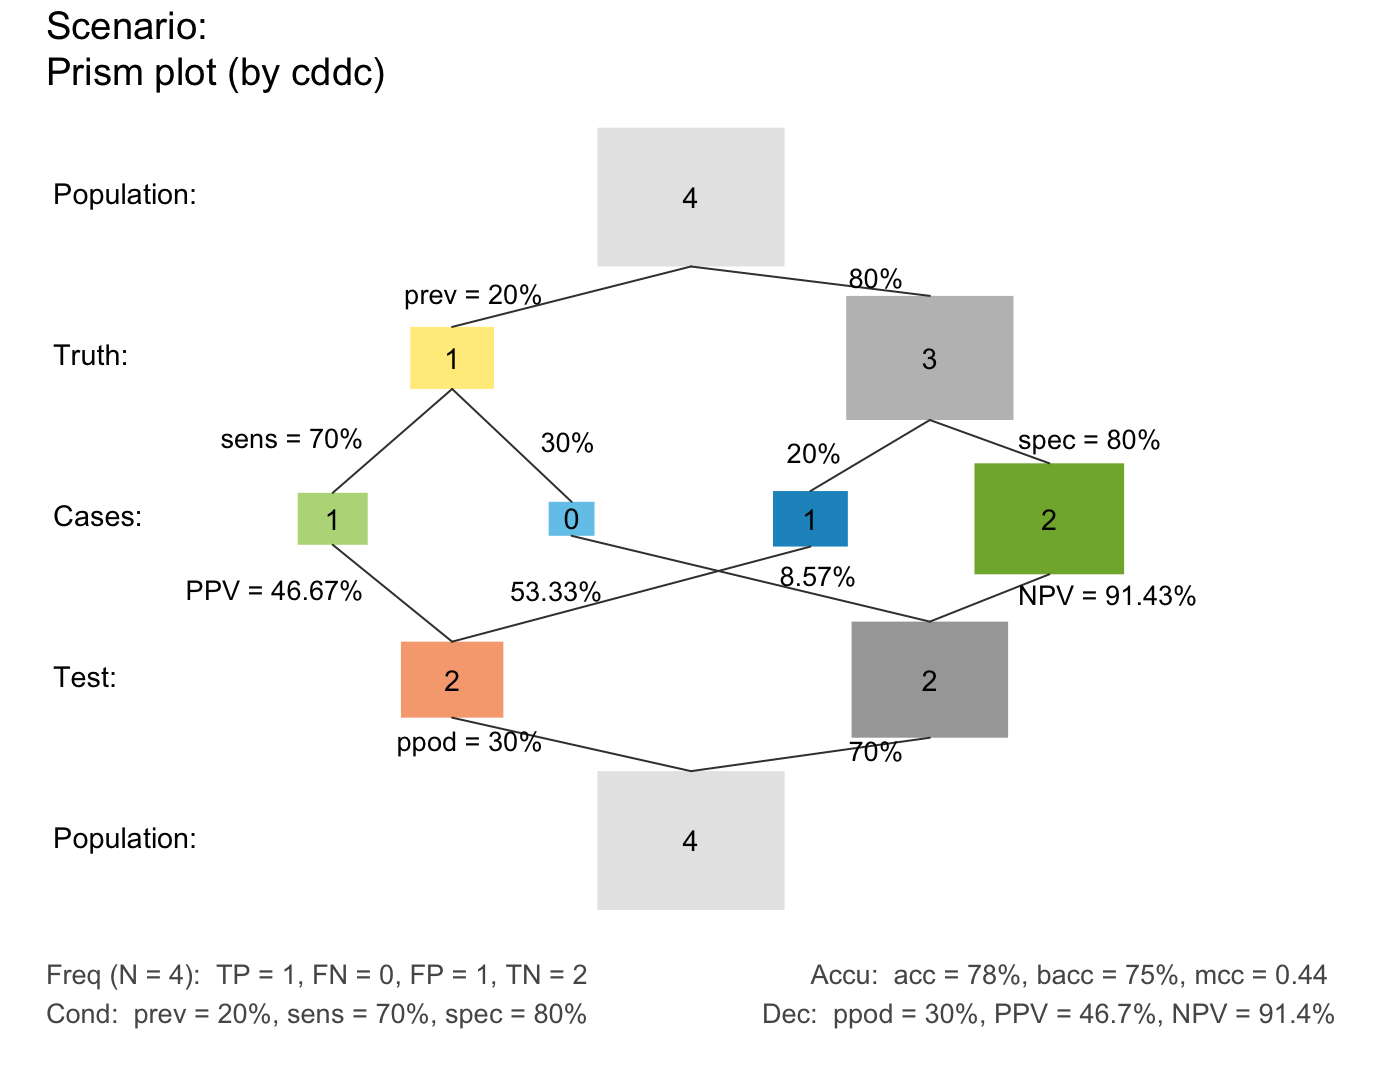 Scenario:
Prism plot (by cddc)
Population:
4
prev = 20%
80%
Truth:
1
3
sens = 70%
30%
20%
spec = 80%
Cases:
1
0
1
2
PPV = 46.67%
53.33%
8.57%
NPV = 91.43%
Test:
2
2
ppod = 30%
70%
Population:
4
Freq (N = 4):  TP = 1, FN = 0, FP = 1, TN = 2
Accu:  acc = 78%, bacc = 75%, mcc = 0.44
Cond:  prev = 20%, sens = 70%, spec = 80%
Dec:  ppod = 30%, PPV = 46.7%, NPV = 91.4%